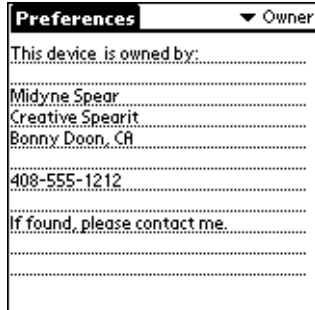 Preferences
Owner
This device is owned by:
Midyne Spear
Creative Spearit
Bonny Doon, CA
408-555-1212
If found, please contact me.